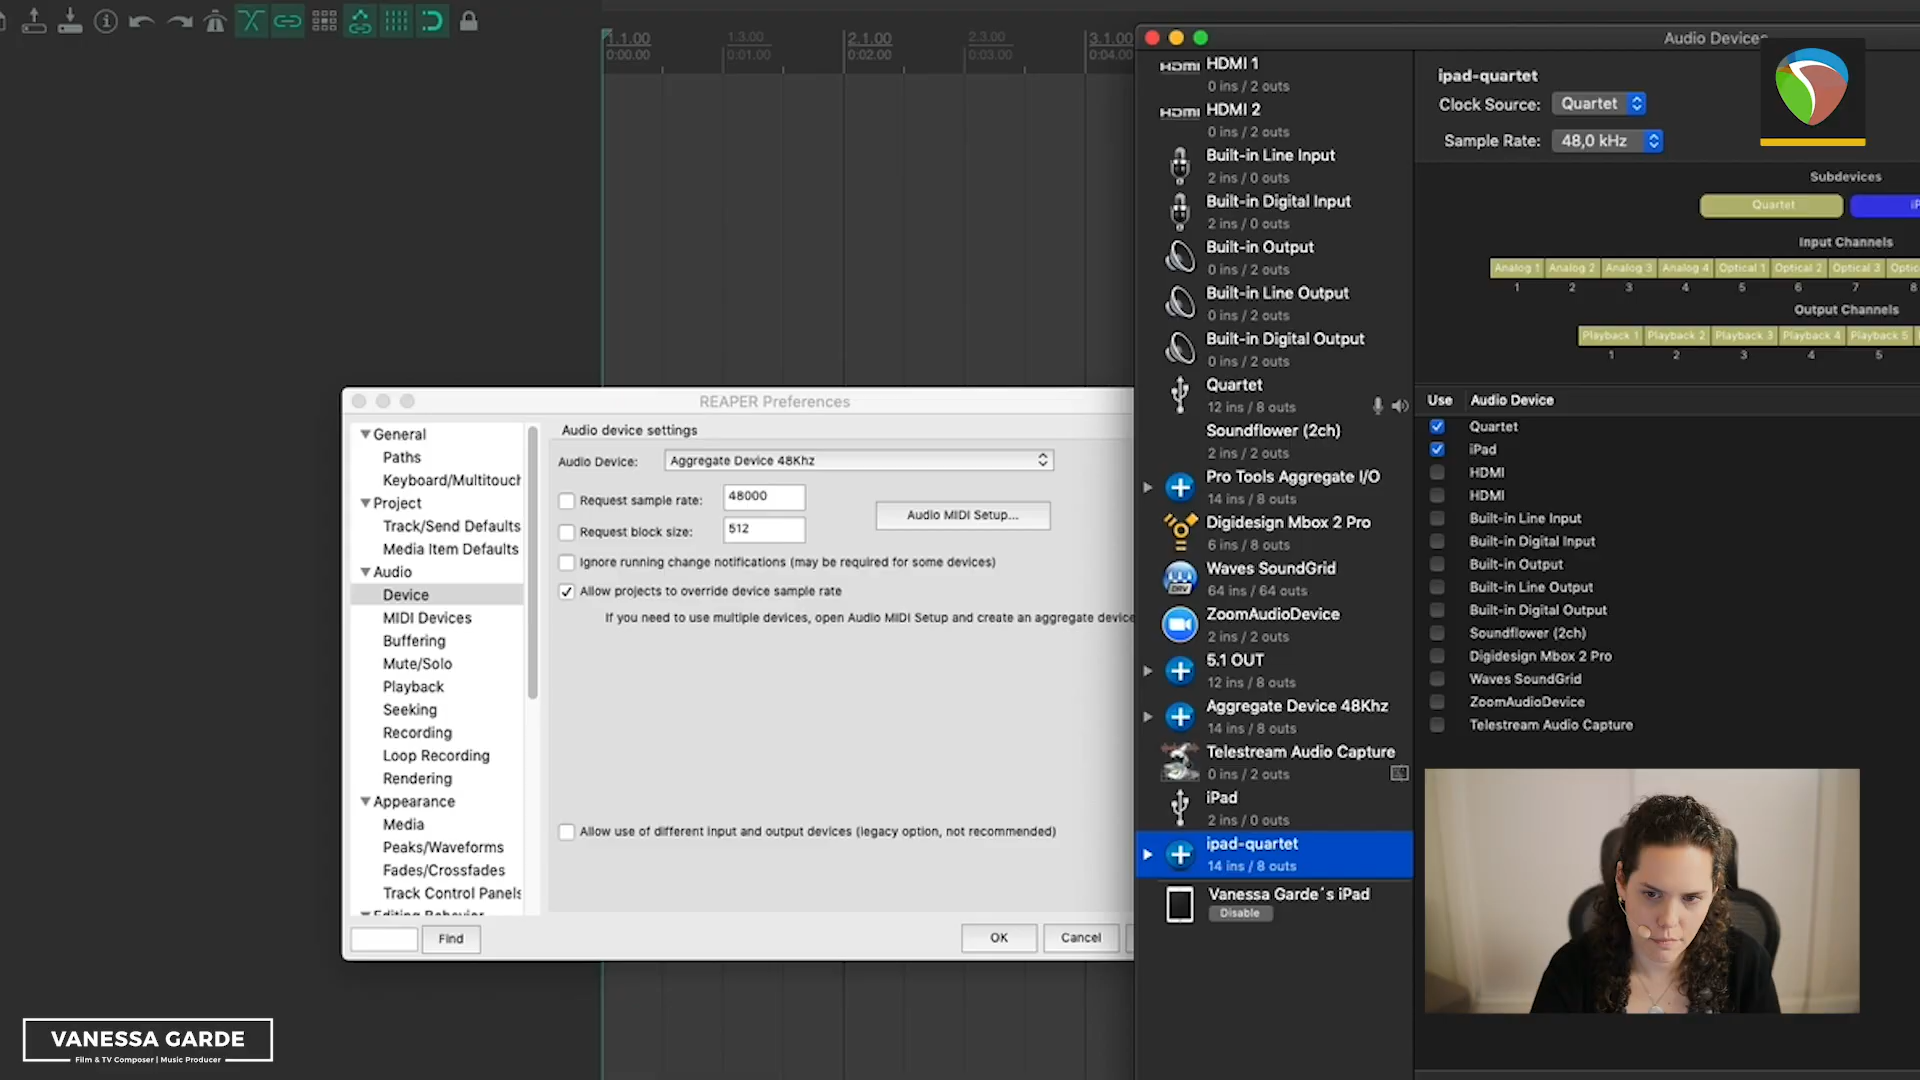 1.1.00
0:00.00
1.3.00
0:01.00
2.1.00
0:02.00
2.3.00
0:03.00
3.1.00
0:04.00
REAPER Preferences
General
Paths
Keyboard/Multitouch
Project
Track/Send Defaults
Media Item Defaults
Audio
Device
MIDI Devices
Buffering
Mute/Solo
Playback
Seeking
Recording
Loop Recording
Rendering
Appearance
Media
Peaks/Waveforms
Fades/Crossfades
Track Control Panels
Editing Behavior
Find
Audio device settings
Audio Device: Aggregate Device 48Khz
Request sample rate: 48000
Request block size: 512
Audio MIDI Setup...
Ignore running change notifications (may be required for some devices)
Allow projects to override device sample rate
If you need to use multiple devices, open Audio MIDI Setup and create an aggregate device
Allow use of different input and output devices (legacy option, not recommended)
OK
Cancel
Audio Devices
HDMI HDMI 1
0 ins / 2 outs
HDMI HDMI 2
0 ins / 2 outs
Built-in Line Input
2 ins / 0 outs
Built-in Digital Input
2 ins / 0 outs
Built-in Output
0 ins / 2 outs
Built-in Line Output
0 ins / 2 outs
Built-in Digital Output
0 ins / 2 outs
Quartet
12 ins / 8 outs
Soundflower (2ch)
2 ins / 2 outs
Pro Tools Aggregate I/O
14 ins / 8 outs
Digidesign Mbox 2 Pro
6 ins / 8 outs
Waves SoundGrid
64 ins / 64 outs
ZoomAudioDevice
2 ins / 2 outs
5.1 OUT
12 ins / 8 outs
Aggregate Device 48Khz
14 ins / 8 outs
Telestream Audio Capture
0 ins / 2 outs
iPad
2 ins / 0 outs
ipad-quartet
14 ins / 8 outs
Vanessa Garde´s iPad
Disable
ipad-quartet
Clock Source: Quartet
Sample Rate: 48,0 kHz
Subdevices
Quartet
Input Channels
Analog 1 Analog 2 Analog 3 Analog 4 Optical 1 Optical 2 Optical 3
1 2 3 4 5 6 7 8
Output Channels
Playback 1 Playback 2 Playback 3 Playback 4 Playback 5
1 2 3 4 5
Use Audio Device
Quartet
iPad
HDMI
HDMI
Built-in Line Input
Built-in Digital Input
Built-in Output
Built-in Line Output
Built-in Digital Output
Soundflower (2ch)
Digidesign Mbox 2 Pro
Waves SoundGrid
ZoomAudioDevice
Telestream Audio Capture
VANESSA GARDE
Film & TV Composer | Music Producer